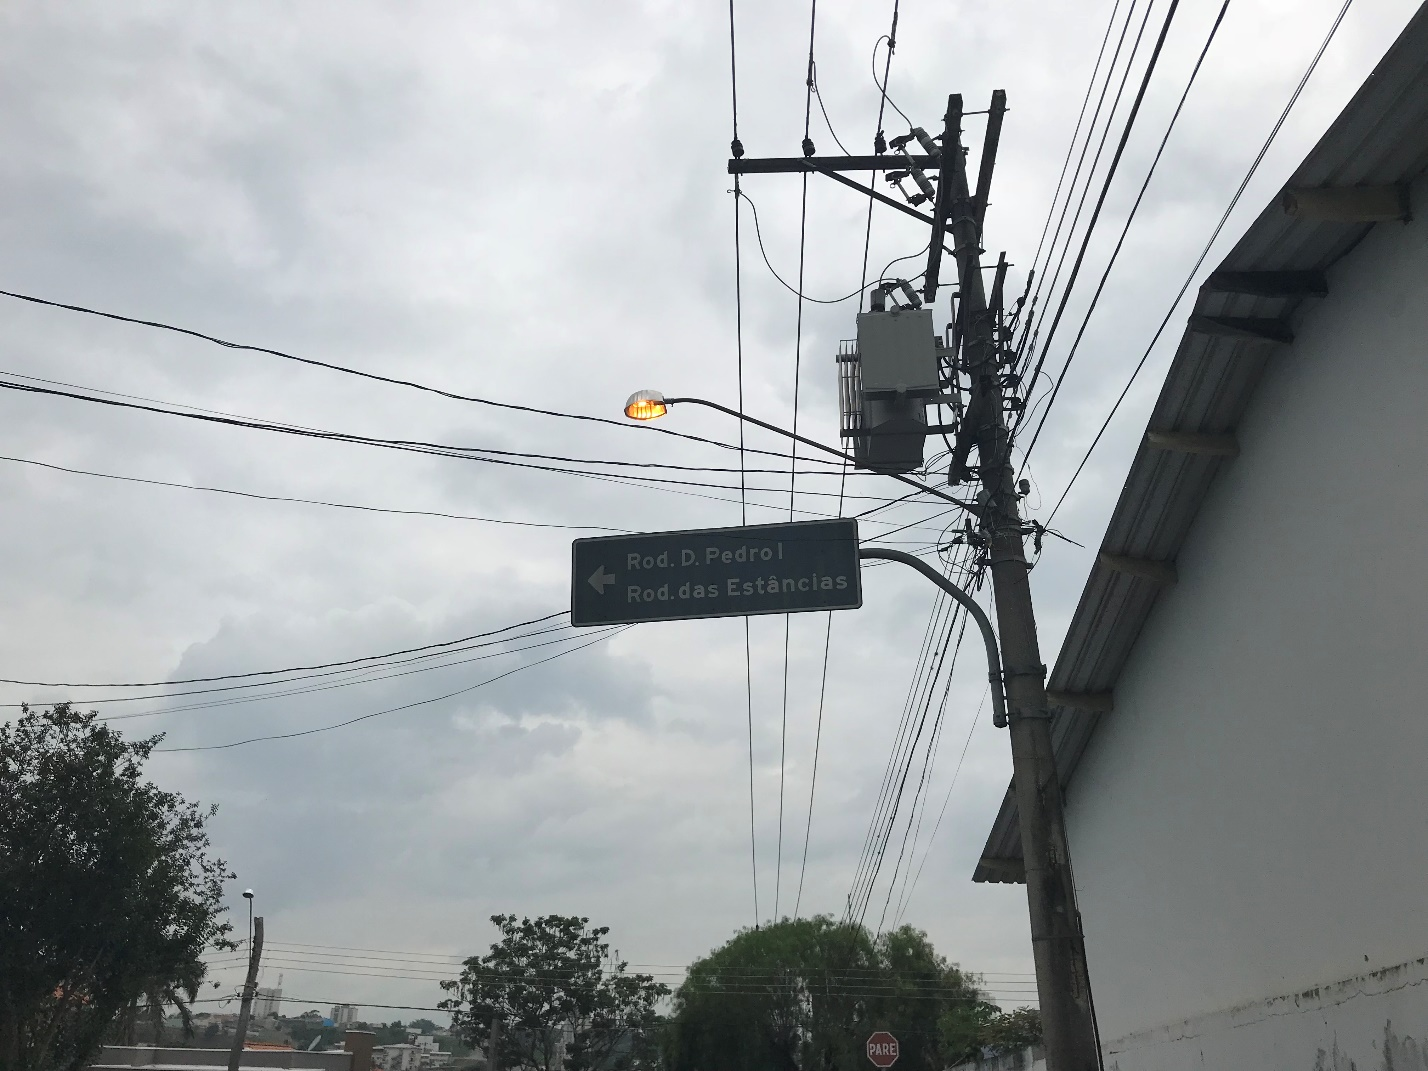 Rod. D. Pedro I
Rod. das Estâncias
PARE